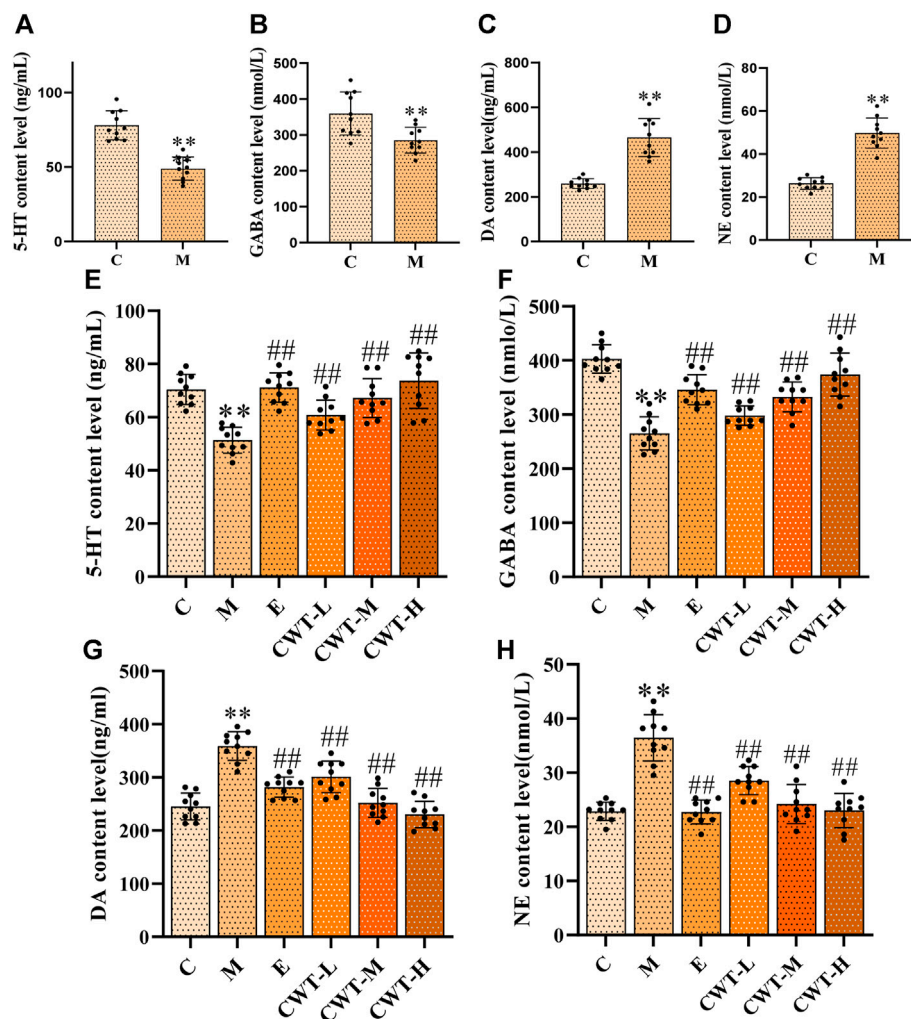 A
5-HT content level (ng/mL)
100
50
0
**
**
C M
B
GABA content level (nmol/L)
500
400
300
200
100
0
**
C M
C
DA content level(ng/mL)
800
600
400
200
0
**
C M
D
NE content level (nmol/L)
80
60
40
20
0
**
C M
E
5-HT content level (ng/mL)
100
80
60
40
20
0
** ## ## ## ##
C M E CWT-L CWT-M CWT-H
F
GABA content level (nmlo/L)
500
400
300
200
100
0
** ## ## ## ##
C M E CWT-L CWT-M CWT-H
G
DA content level(ng/ml)
500
400
300
200
100
0
** ## ## ## ##
C M E CWT-L CWT-M CWT-H
H
NE content level(nmol/L)
50
40
30
20
10
0
** ## ## ## ##
C M E CWT-L CWT-M CWT-H